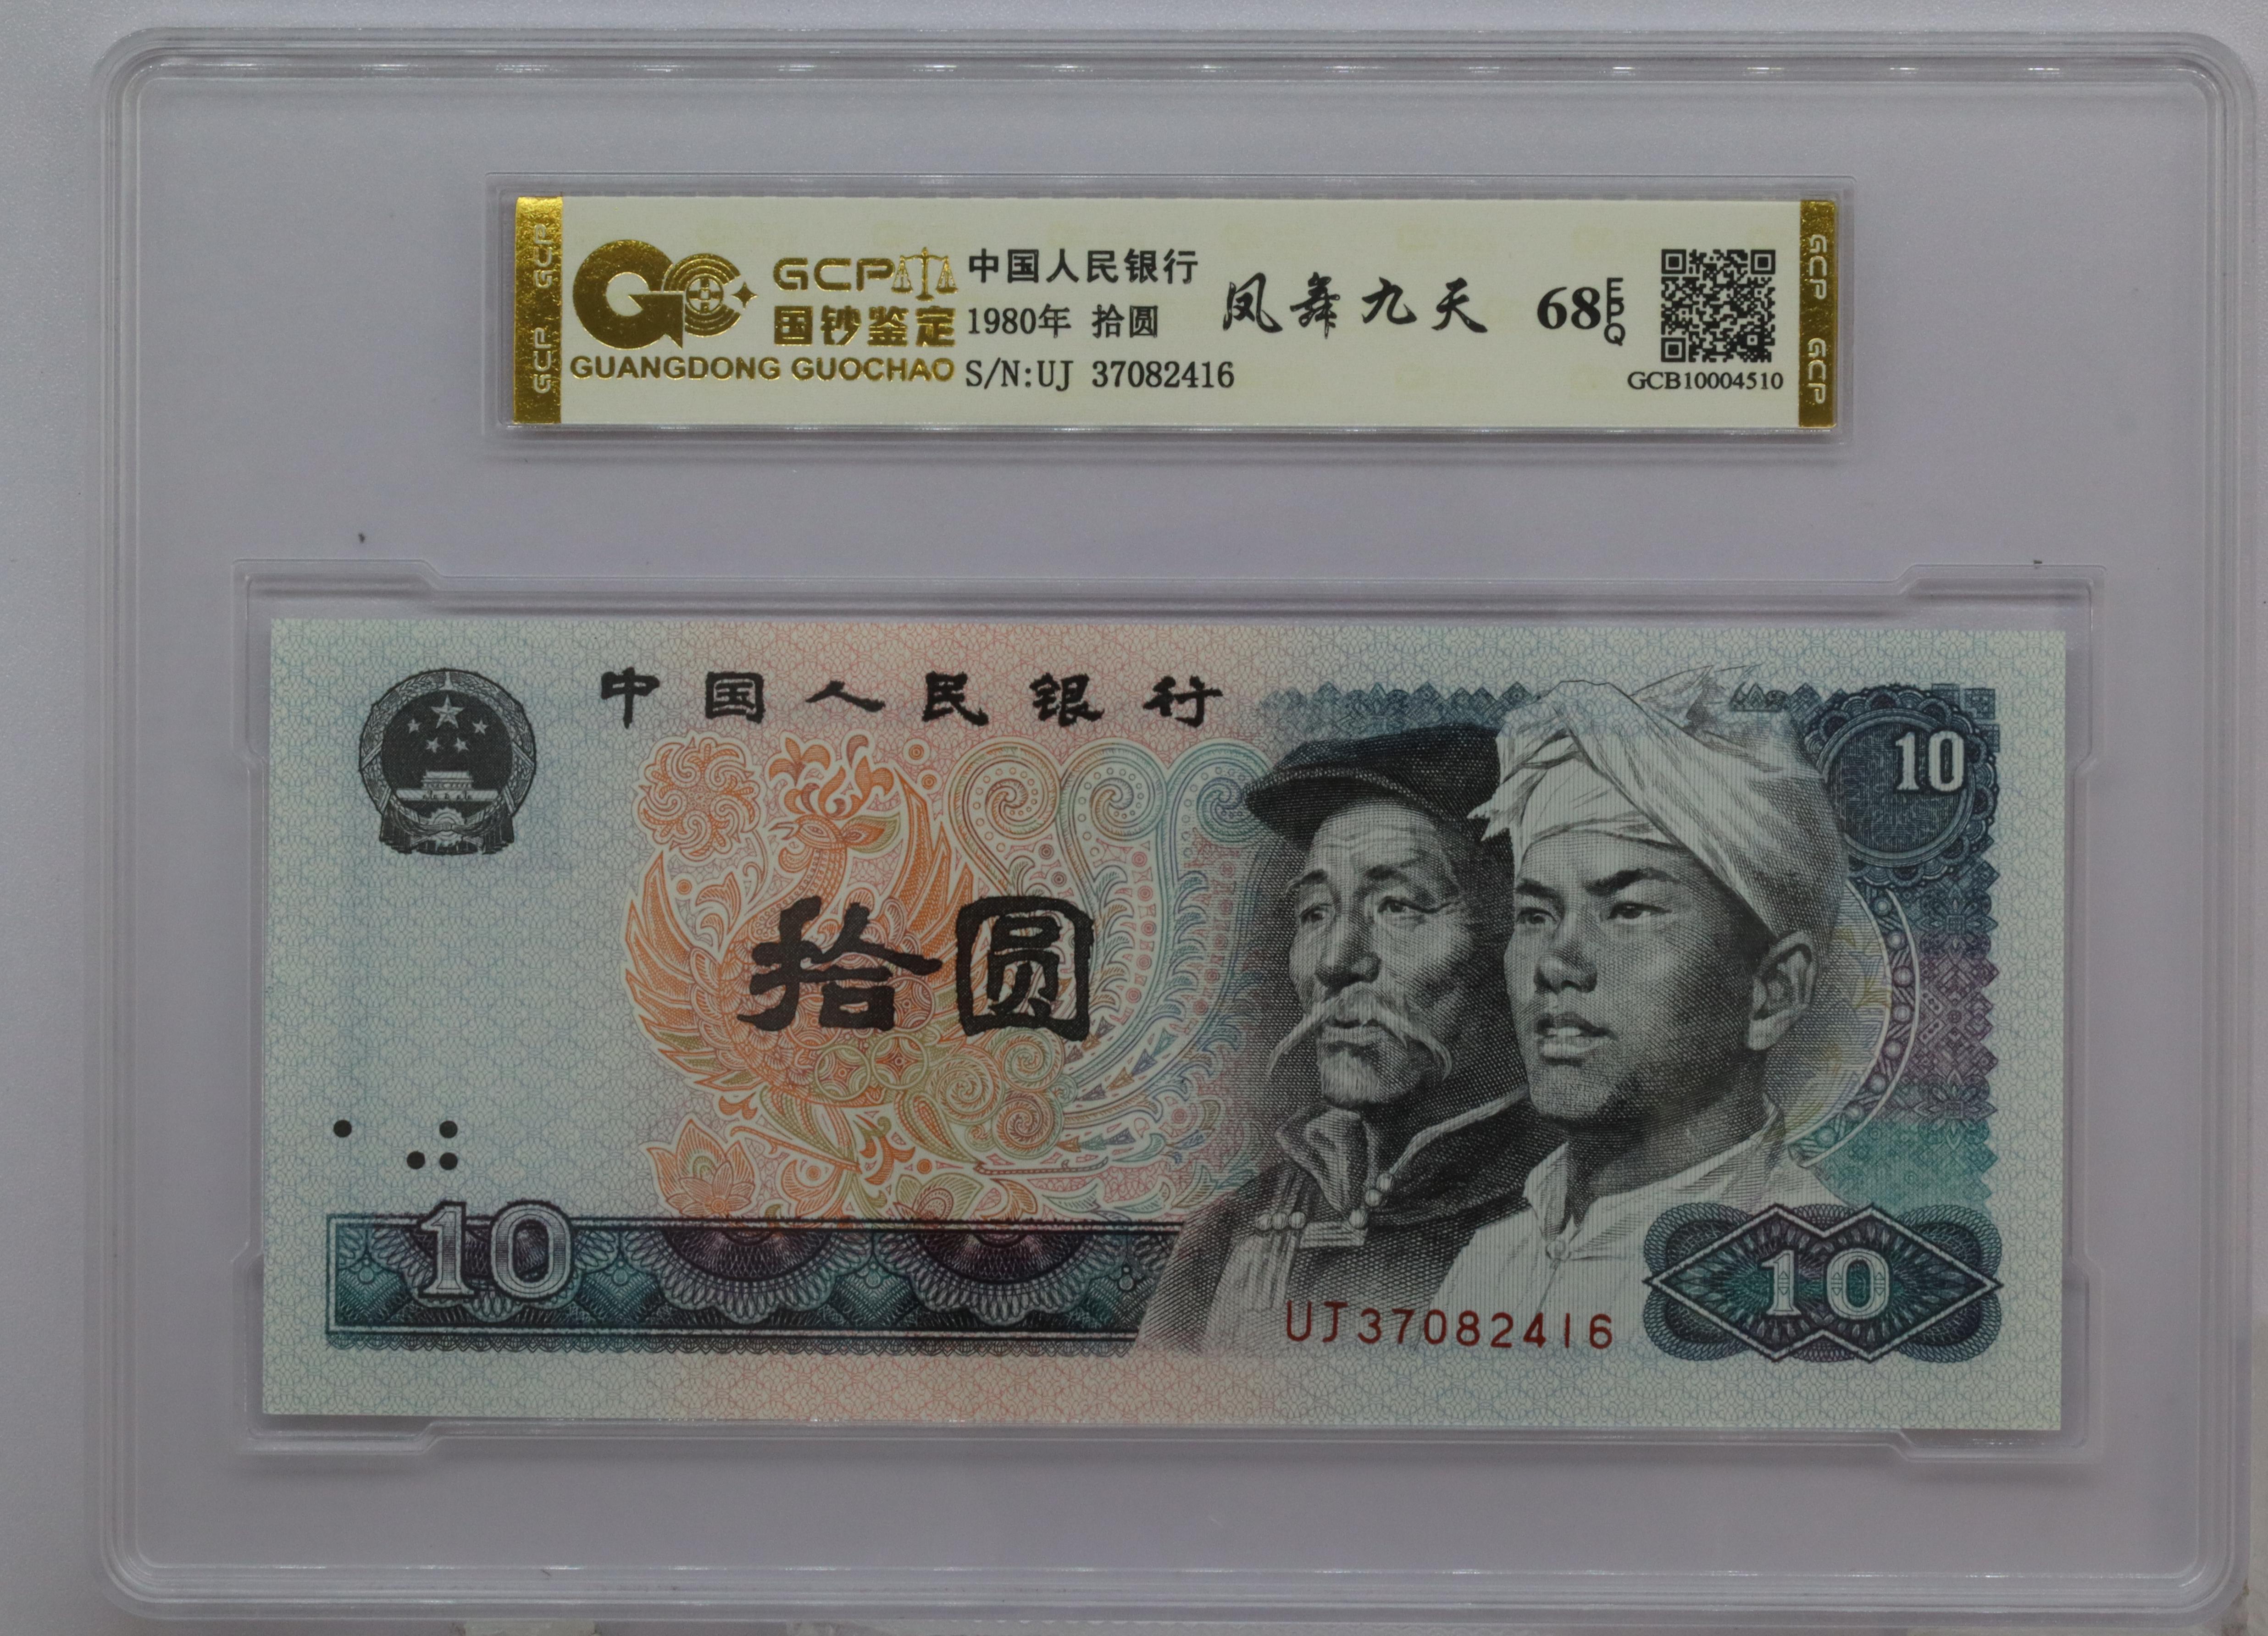 GCP GCP
GCP
国钞鉴定
GUANGDONG GUOCHAO
中国人民银行
1980年 拾圆
S/N:UJ 37082416
凤舞九天
68 EPQ
GCB10004510
GCP GCP
中国人民银行
10
拾圆
10
UJ37082416
10